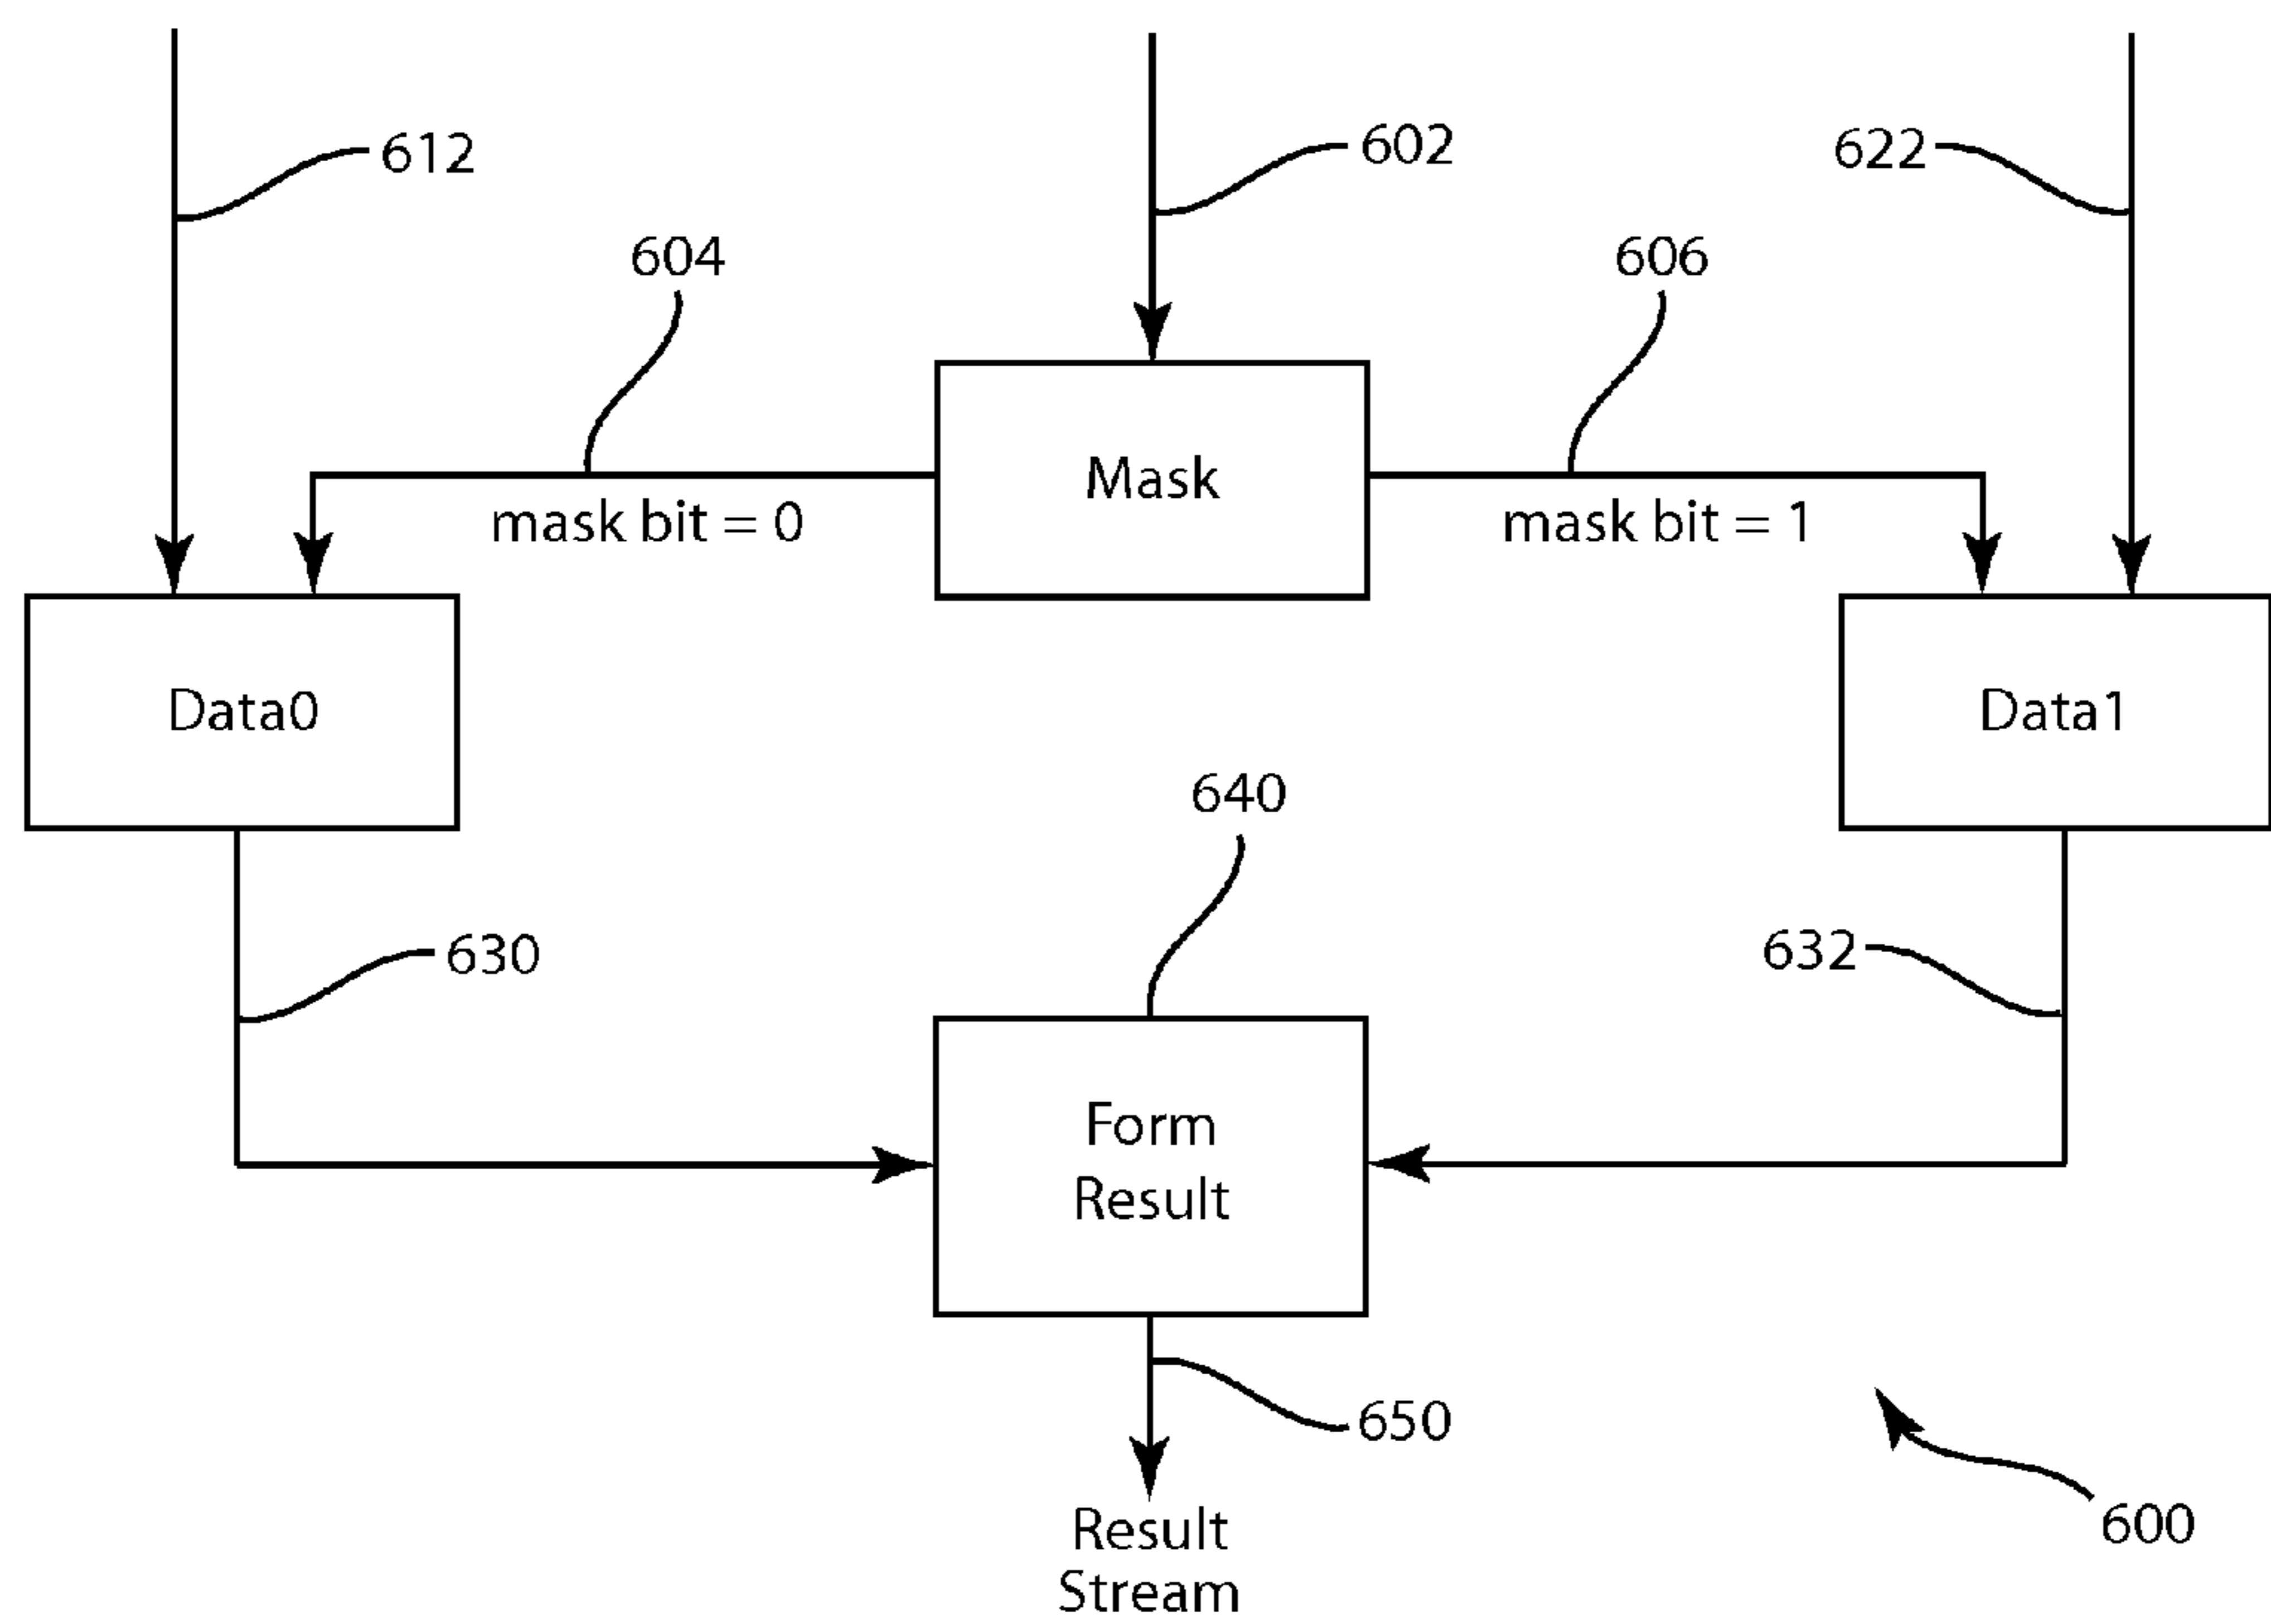 612
602
622
604
606
Mask
mask bit = 0
mask bit = 1
Data0
Data1
640
630
632
Form
Result
650
Result
Stream
600